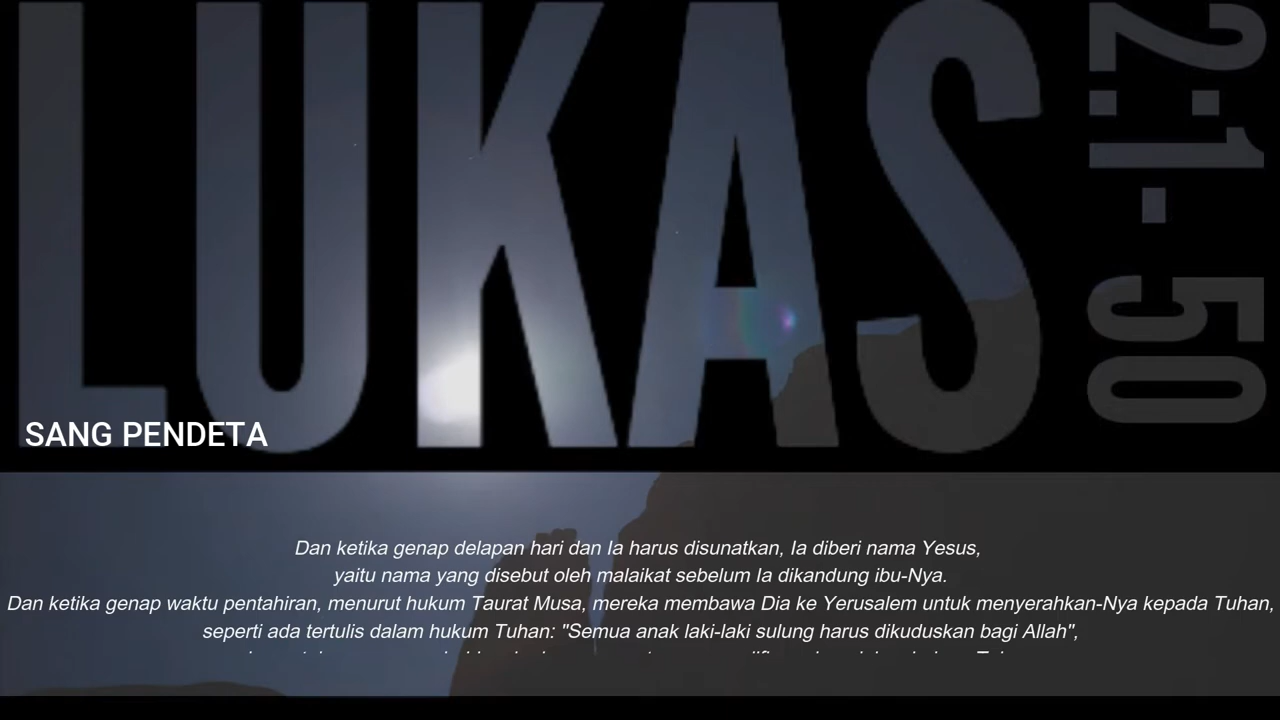 LUKAS
2:1- 50
SANG PENDETA
Dan ketika genap delapan hari dan Ia harus disunatkan, Ia diberi nama Yesus,
yaitu nama yang disebut oleh malaikat sebelum Ia dikandung ibu-Nya.
Dan ketika genap waktu pentahiran, menurut hukum Taurat Musa, mereka membawa Dia ke Yerusalem untuk menyerahkan-Nya kepada Tuhan,
seperti ada tertulis dalam hukum Tuhan: "Semua anak laki-laki sulung harus dikuduskan bagi Allah",